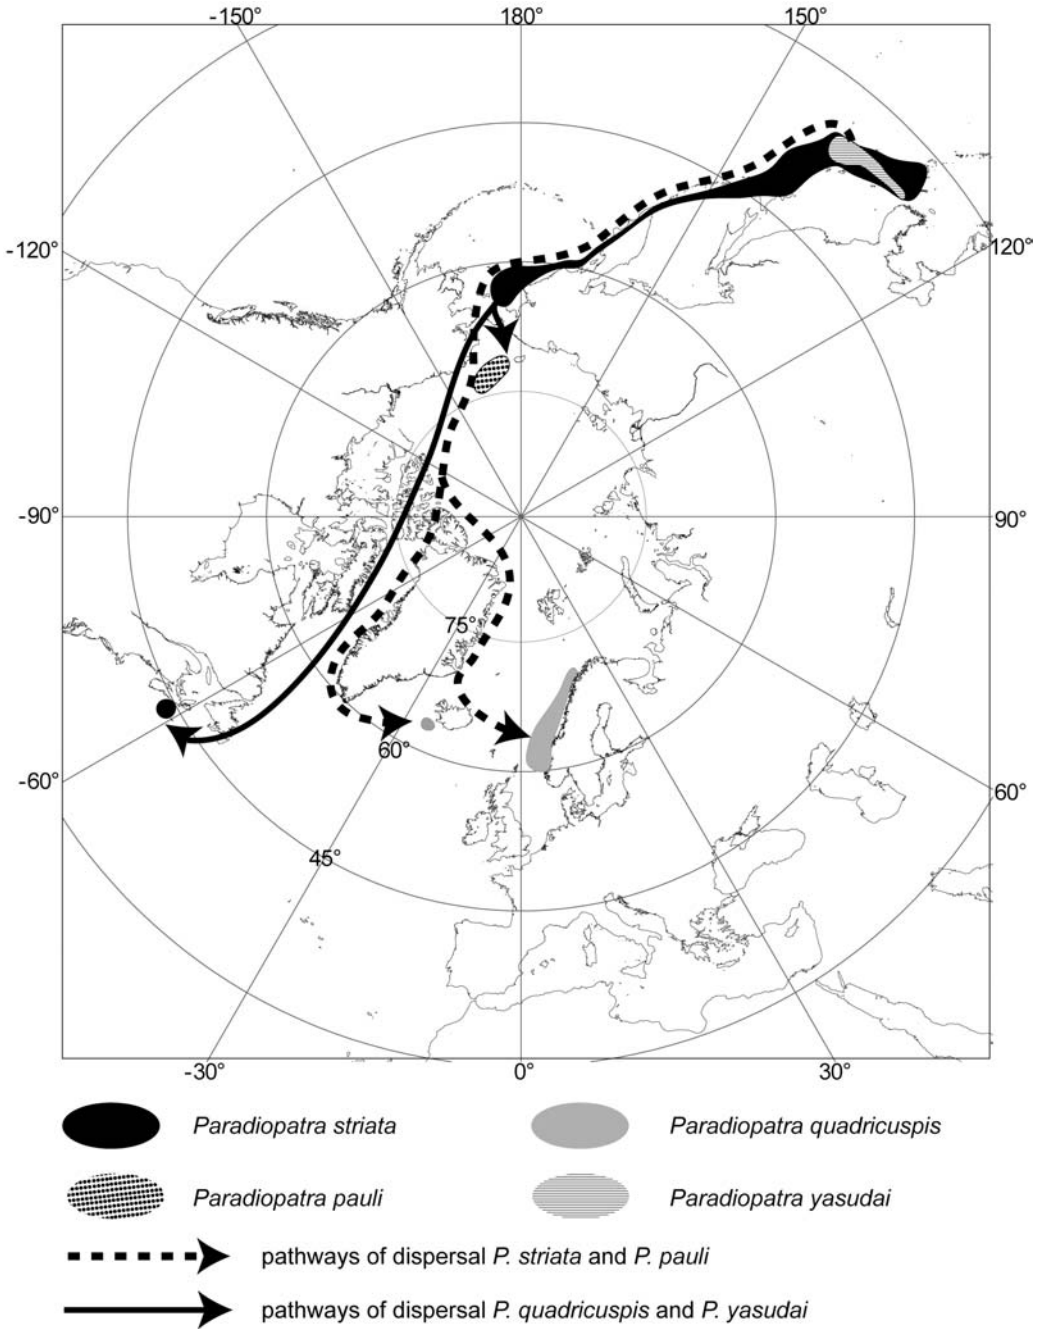 -150° 180° 150°
-120° 120°
-90° 90°
75°
60°
-60° 60°
45°
-30° 0° 30°
Paradiopatra striata Paradiopatra quadricuspis
Paradiopatra pauli Paradiopatra yasudai
pathways of dispersal P. striata and P. pauli
pathways of dispersal P. quadricuspis and P. yasudai